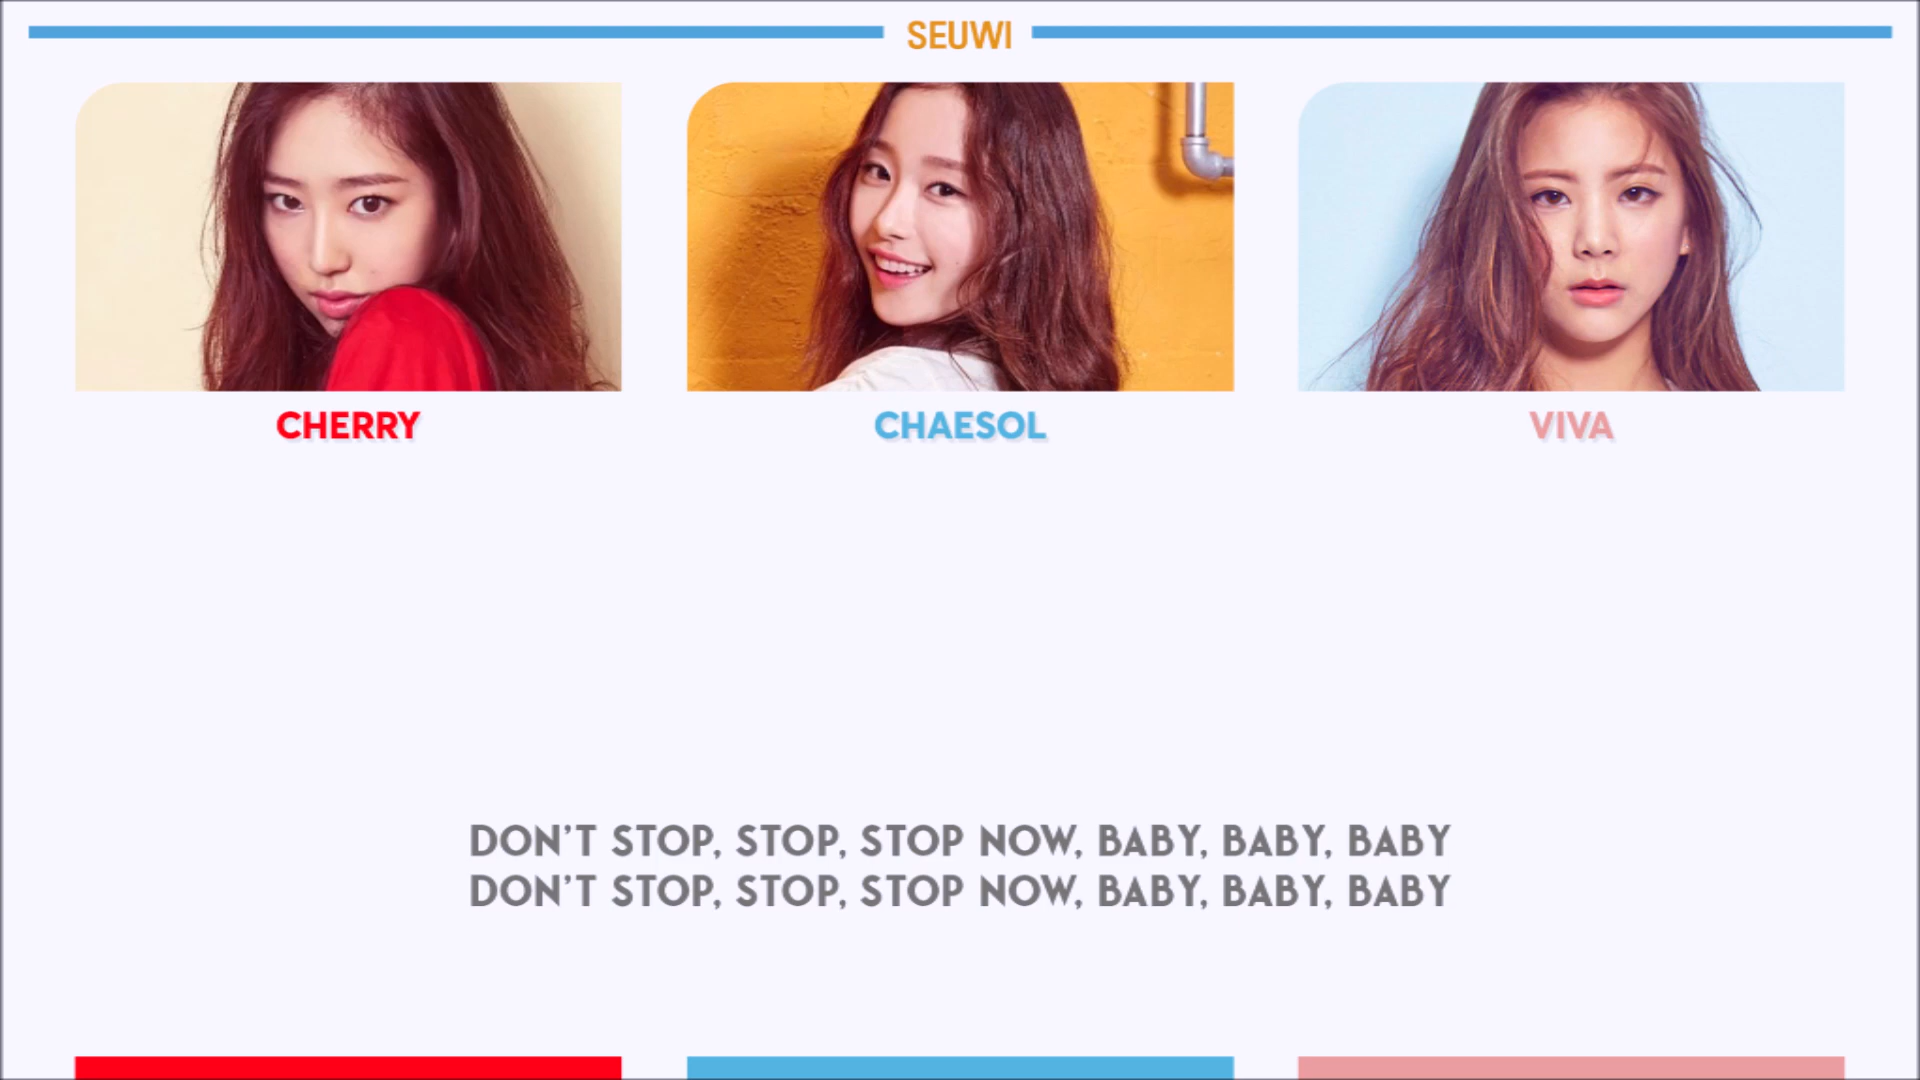 SEUWI
CHERRY
CHAESOL
VIVA
DON'T STOP, STOP, STOP NOW, BABY, BABY, BABY
DON'T STOP, STOP, STOP NOW, BABY, BABY, BABY